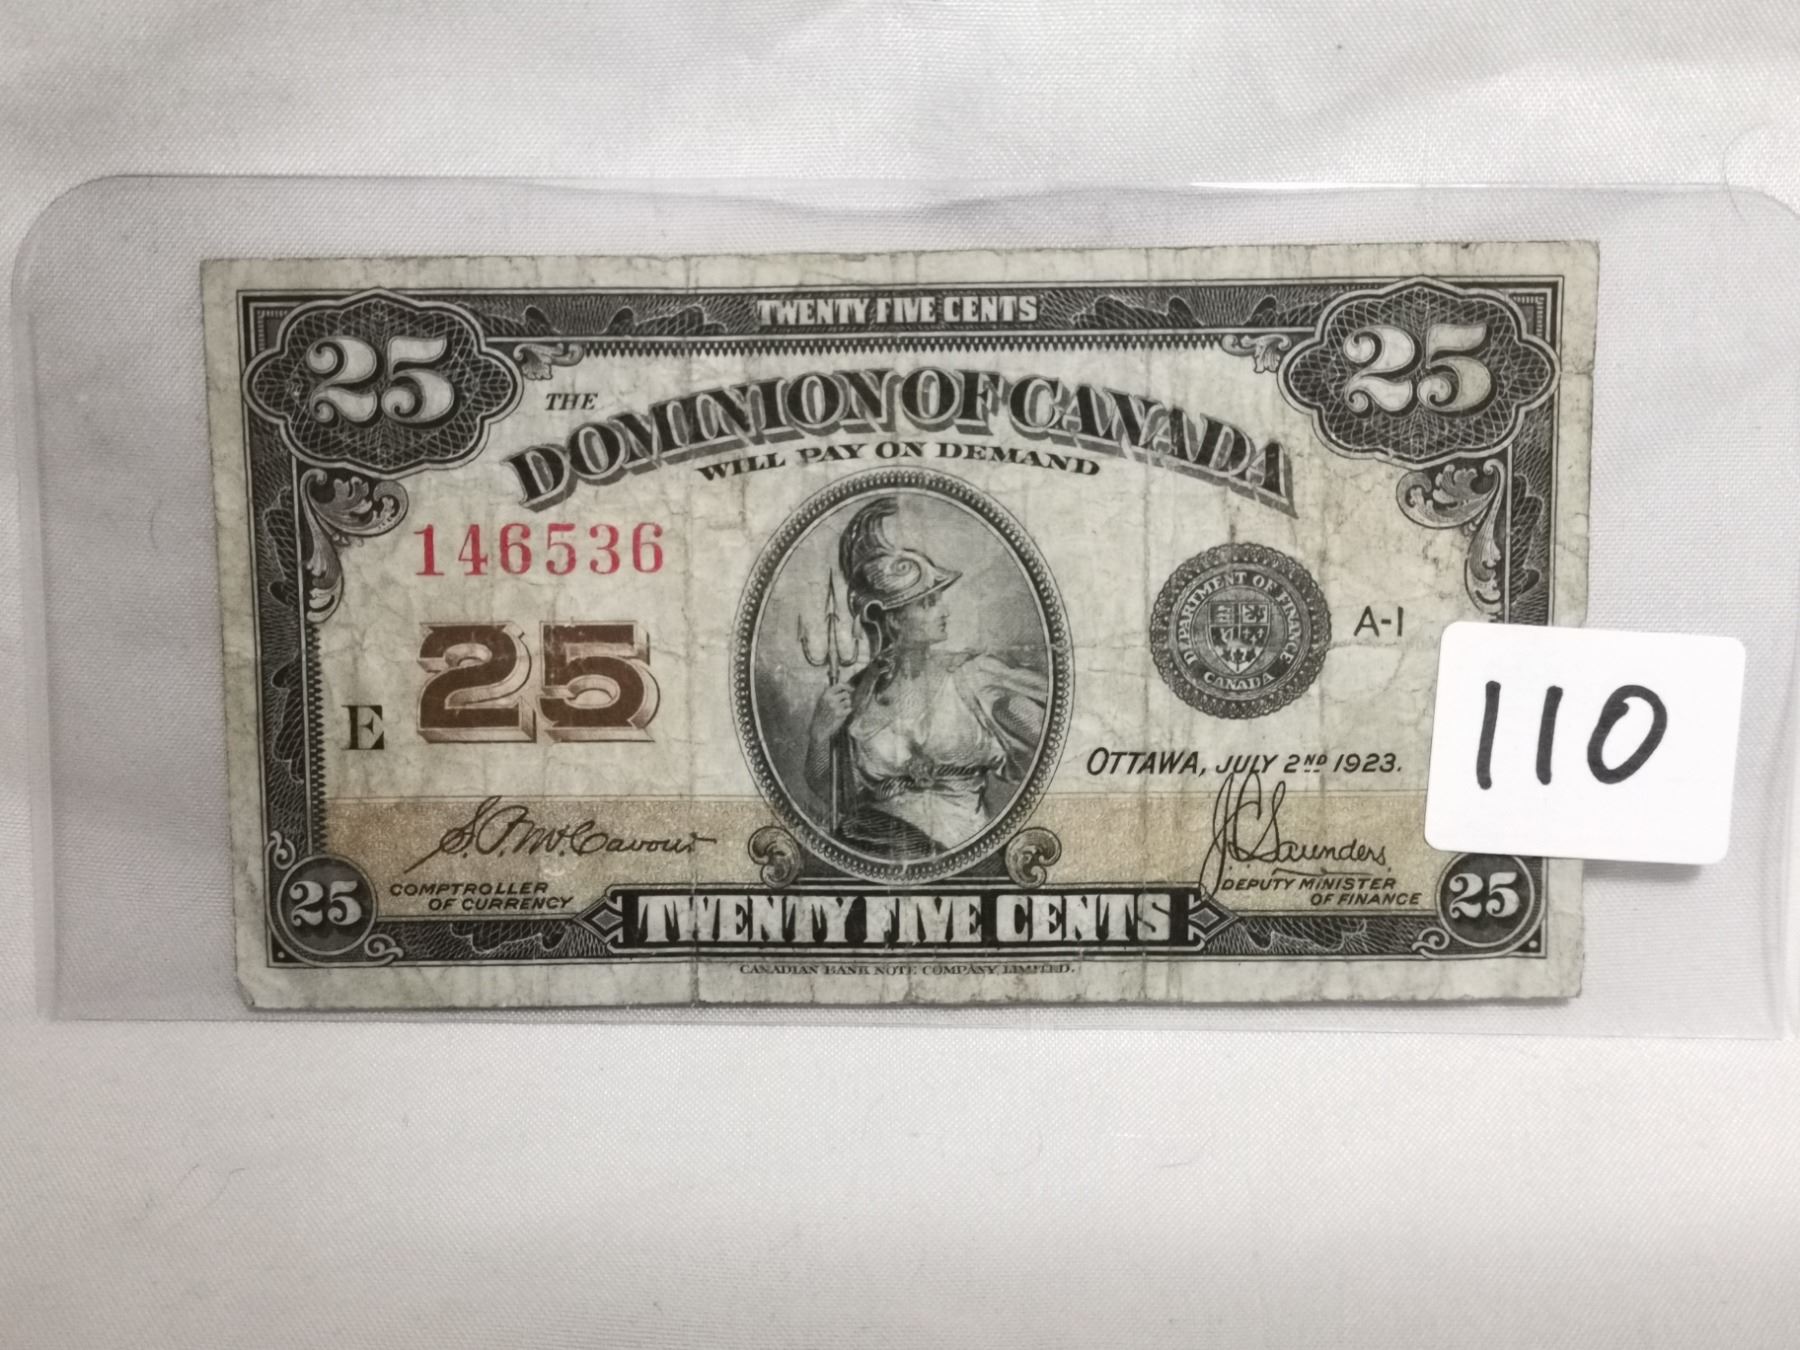 TWENTY FIVE CENTS
25 25
THE
DOMINION OF CANADA
WILL PAY ON DEMAND
146536
DEPARTMENT OF FINANCE
CANADA
A-1
E 25
110
OTTAWA, JULY 2ND 1923.
S.P. McCavour
J.C. Saunders
COMPTROLLER
OF CURRENCY
DEPUTY MINISTER
OF FINANCE
25 TWENTY FIVE CENTS 25
CANADIAN BANK NOTE COMPANY, LIMITED.